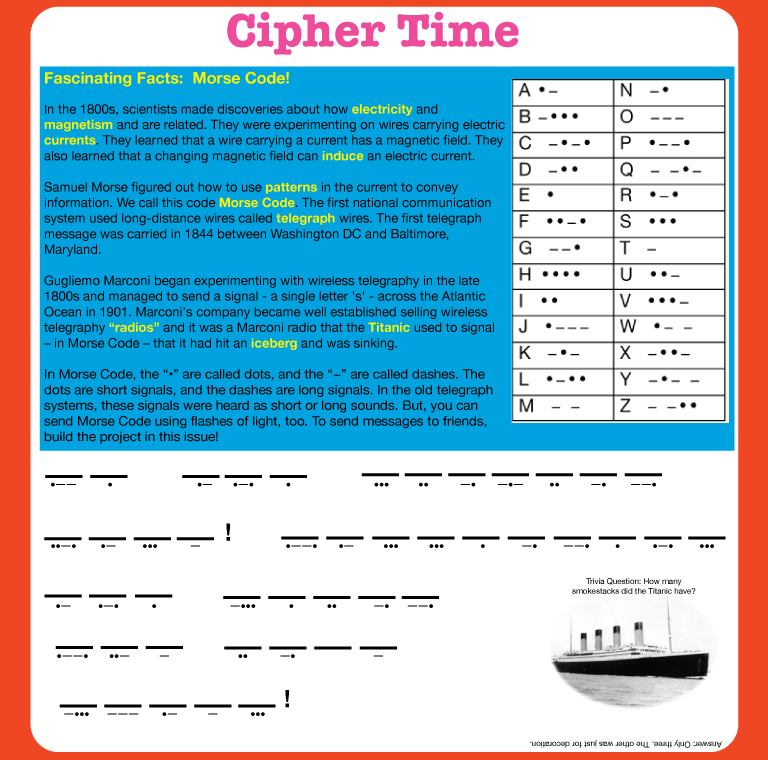 Cipher Time
Fascinating Facts: Morse Code!
In the 1800s, scientists made discoveries about how electricity and
magnetism and are related. They were experimenting on wires carrying electric
currents. They learned that a wire carrying a current has a magnetic field. They
also learned that a changing magnetic field can induce an electric current.
Samuel Morse figured out how to use patterns in the current to convey
information. We call this code Morse Code. The first national communication
system used long-distance wires called telegraph wires. The first telegraph
message was carried in 1844 between Washington DC and Baltimore,
Maryland.
Gugliemo Marconi began experimenting with wireless telegraphy in the late
1800s and managed to send a signal - a single letter 's' - across the Atlantic
Ocean in 1901. Marconi's company became well established selling wireless
telegraphy “radios” and it was a Marconi radio that the Titanic used to signal
– in Morse Code – that it had hit an iceberg and was sinking.
In Morse Code, the “•” are called dots, and the “–” are called dashes. The
dots are short signals, and the dashes are long signals. In the old telegraph
systems, these signals were heard as short or long sounds. But, you can
send Morse Code using flashes of light, too. To send messages to friends,
build the project in this issue!
A •– N –•
B –••• O –––
C –•–• P •––•
D –•• Q ––•–
E • R •–•
F ••–• S •••
G ––• T –
H •••• U ••–
I •• V •••–
J •––– W •––
K –•– X –••–
L •–•• Y –•––
M –– Z ––••
•–– • •– •–• • ••• •• –• –•– •• –• ––•
••–• •– ••• – ! •––• •– ••• ••• • –• ––• • •–• •••
•– •–• • –••• • •• –• ––•
•––• ••– – •• –• –
–••• ––– •– – ••• !
Trivia Question: How many
smokestacks did the Titanic have?
Answer: Only three. The other was just for decoration.